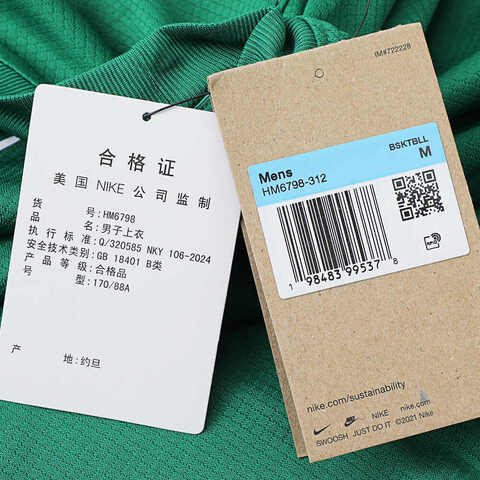 合格证
美国 NIKE 公司监制
货 号: HM6798
品 名: 男子上衣
执行标准: Q/320585 NKY 106-2024
安全技术类别: GB 18401 B类
产品等级: 合格品
号 型: 170/88A
产 地: 约旦
IM#722228
BSKTBLL
Mens M
HM6798-312
1 98483 99537 8
nike.com/sustainability
NIKE nike.com
SWOOSH JUST DO IT ©2021 Nike